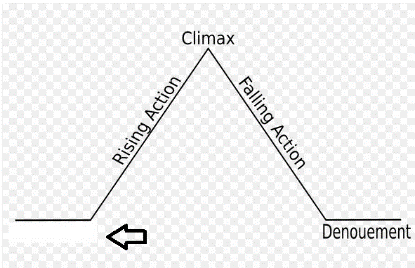 Climax
Rising Action
Falling Action
Denouement